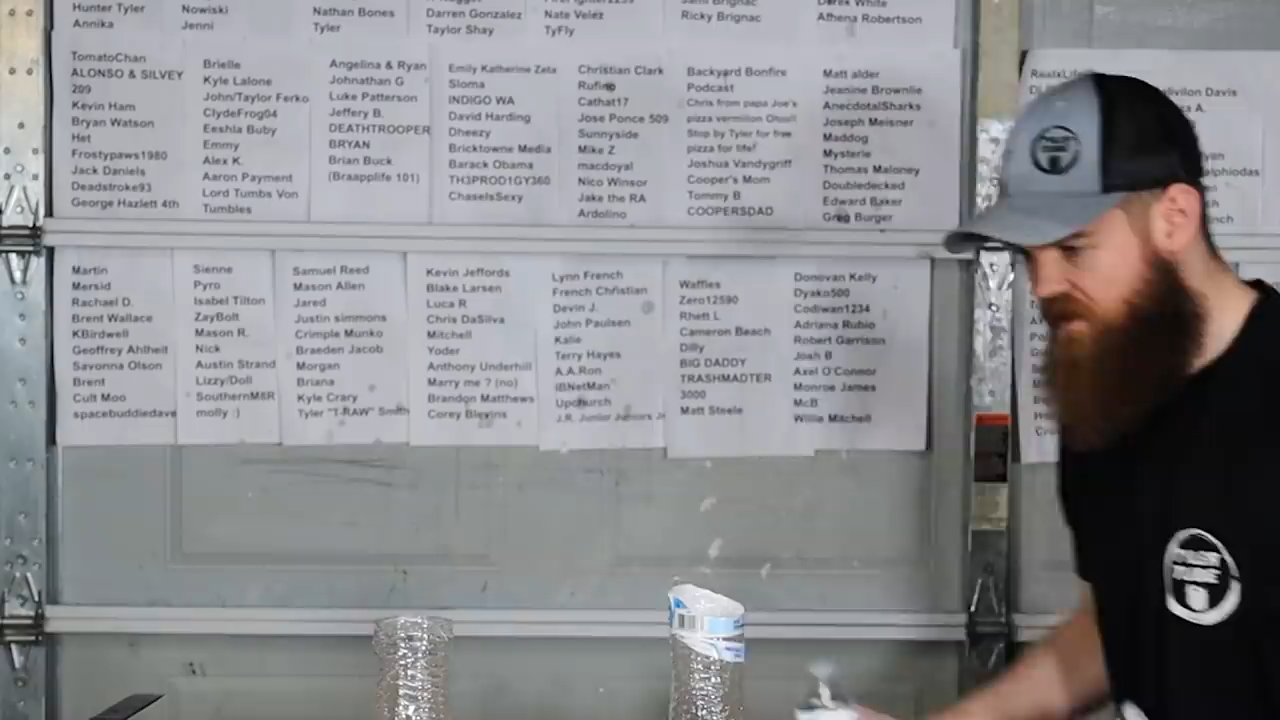 Hunter Tyler
Annika
Nowiski
Jenni
Nathan Bones
Tyler
Darren Gonzalez
Taylor Shay
Nate Velez
TyFly
Ricky Brignac
Derek White
Athena Robertson
TomatoChan
ALONSO & SILVEY
209
Kevin Ham
Bryan Watson
Het
Frostypaws1980
Jack Daniels
Deadstroke93
George Hazlett 4th
Brielle
Kyle Lalone
John/Taylor Ferko
ClydeFrog04
Eeshla Buby
Emmy
Alex K.
Aaron Payment
Lord Tumbs Von
Tumbles
Angelina & Ryan
Johnathan G
Luke Patterson
Jeffery B.
DEATHTROOPER
BRYAN
Brian Buck
(Braapplife 101)
Emily Katherine Zeta
Sloma
INDIGO WA
David Harding
Dheezy
Bricktowne Media
Barack Obama
TH3PROD1GY360
ChaseIsSexy
Christian Clark
Rufino
Cathat17
Jose Ponce 509
Sunnyside
Mike Z
macdoyal
Nico Winsor
Jake the RA
Ardolino
Backyard Bonfire
Podcast
Chris from papa Joe's
pizza vermilion
Stop by Tyler for free
pizza for life!
Joshua Vandygriff
Cooper's Mom
Tommy B
COOPERSDAD
Matt alder
Jeanine Brownlie
AnecdotalSharks
Joseph Meisner
Maddog
Mysterie
Thomas Maloney
Doubledecked
Edward Baker
Greg Burger
Davis
Martin
Mersid
Rachael D.
Brent Wallace
KBirdwell
Geoffrey Ahlheit
Savonna Olson
Brent
Cult Moo
spacebuddiedave
Sienne
Pyro
Isabel Tilton
ZayBolt
Mason R.
Nick
Austin Strand
Lizzy/Doll
SouthernM8R
molly :)
Samuel Reed
Mason Allen
Jared
Justin simmons
Crimple Munko
Braeden Jacob
Morgan
Briana
Kyle Crary
Tyler "T-RAW" Smith
Kevin Jeffords
Blake Larsen
Luca R
Chris DaSilva
Mitchell
Yoder
Anthony Underhill
Marry me ? (no)
Brandon Matthews
Corey Blevins
Lynn French
French Christian
Devin J.
John Paulsen
Kalie
Terry Hayes
A.A.Ron
iBNetMan
Upchurch
J.R. Junior Juniors
Waffles
Zero12590
Rhett L
Cameron Beach
Dilly
BIG DADDY
TRASHMADTER
3000
Matt Steele
Donovan Kelly
Dyako500
Codiwan1234
Adriana Rubio
Robert Garrison
Josh B
Axel O'Connor
Monroe James
McB
Willie Mitchell